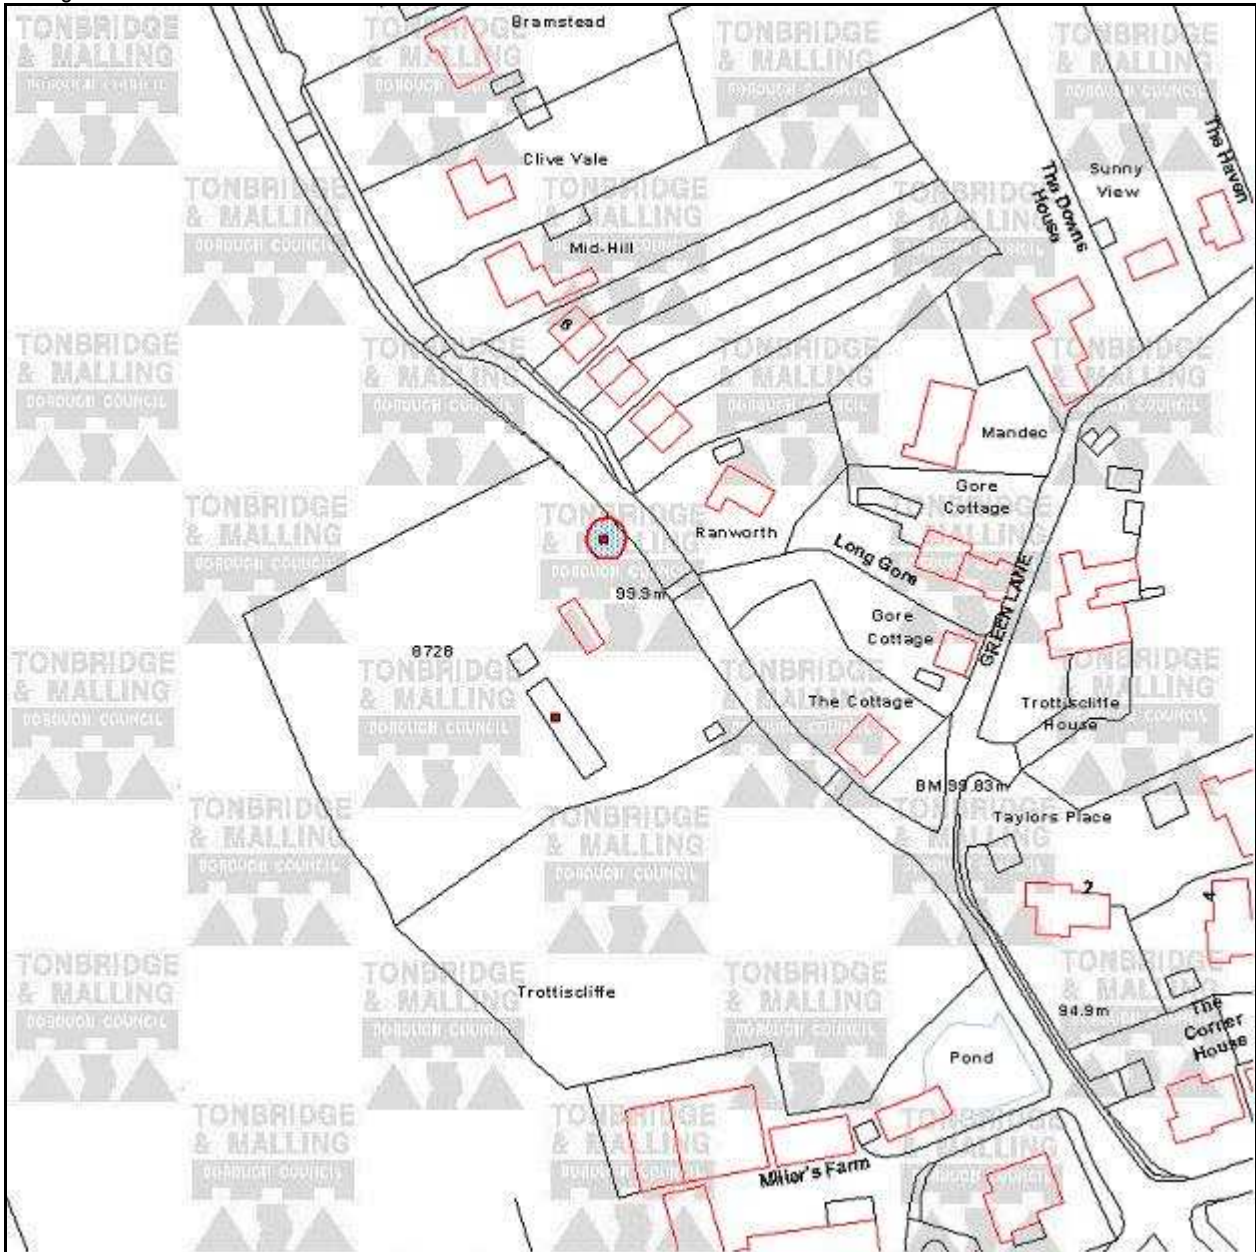 Bramstead
Clive Vale
Mid-Hill
8
The Downs
House
Sunny
View
The Haven
Mandec
Gore
Cottage
Ranworth
Long Gore
99.9m
Gore
Cottage
GREEN LANE
8728
The Cottage
Trottiscliffe
House
BM 99.83m
Taylors Place
2
4
Trottiscliffe
94.9m
The
Corner
House
Pond
Miller's Farm
TONBRIDGE
& MALLING
BOROUGH COUNCIL